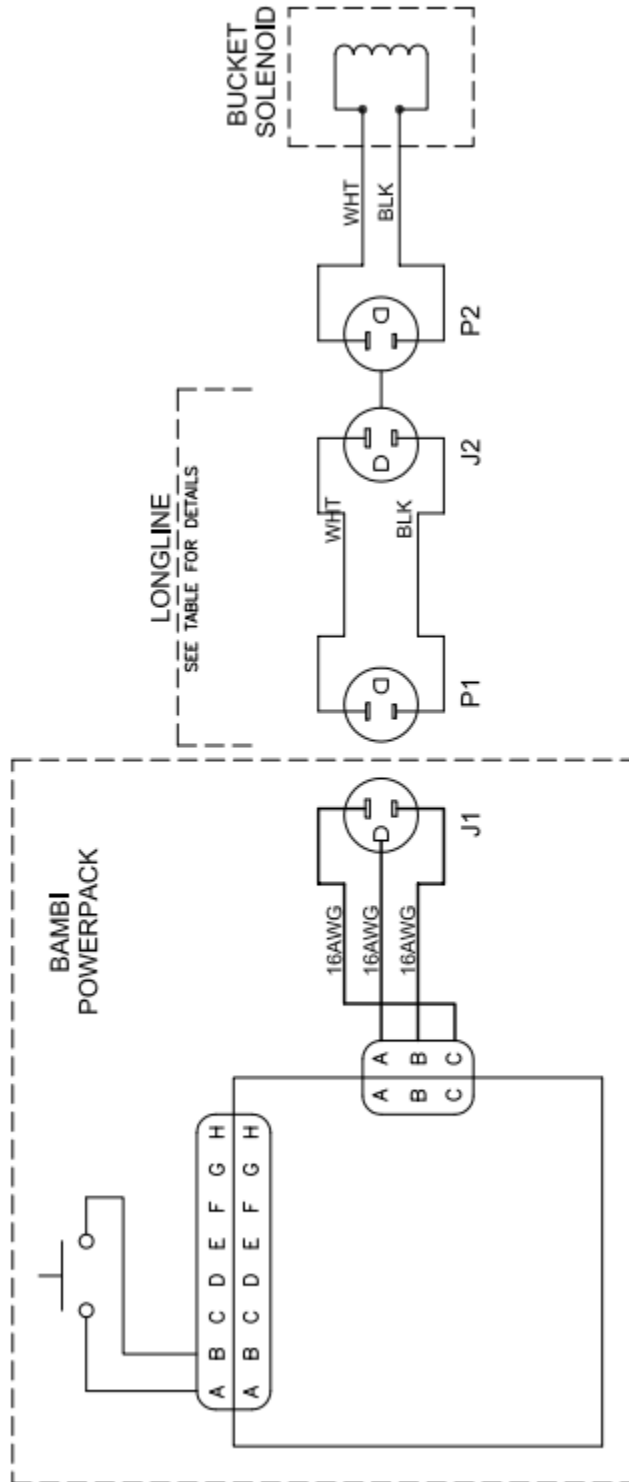 BAMBI
POWERPACK
A B C D E F G H
A B C D E F G H
A B C
A B C
16AWG
16AWG
16AWG
J1
LONGLINE
SEE TABLE FOR DETAILS
P1
WHT
BLK
J2
P2
WHT
BLK
BUCKET
SOLENOID